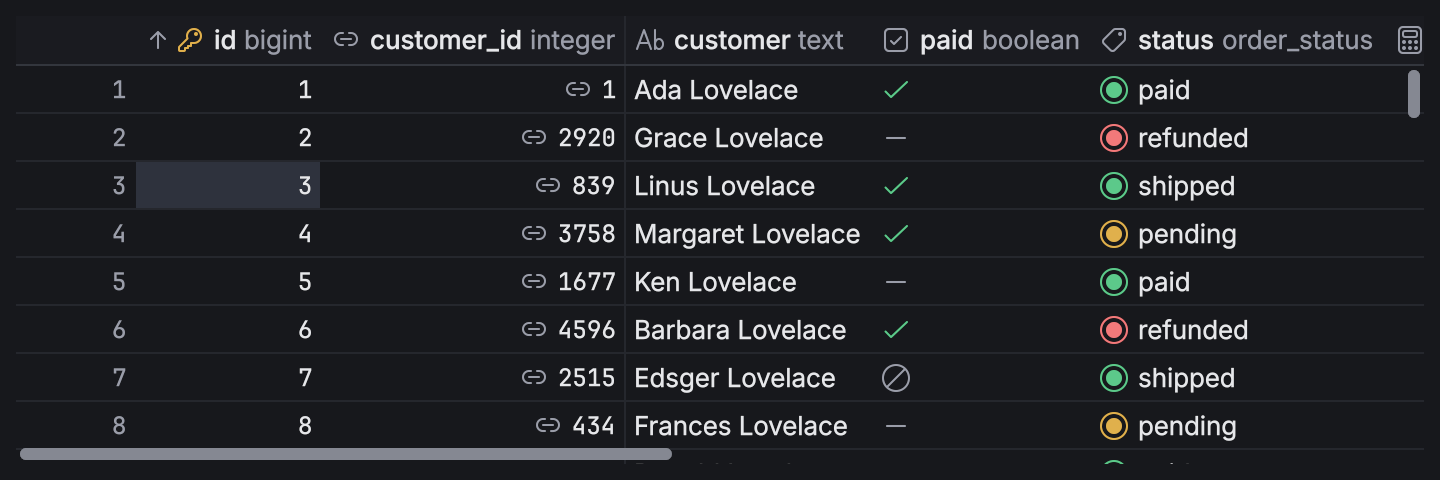 id bigint customer_id integer Ab customer text paid boolean status order_status
1 1 1 Ada Lovelace paid
2 2 2920 Grace Lovelace refunded
3 3 839 Linus Lovelace shipped
4 4 3758 Margaret Lovelace pending
5 5 1677 Ken Lovelace paid
6 6 4596 Barbara Lovelace refunded
7 7 2515 Edsger Lovelace shipped
8 8 434 Frances Lovelace pending